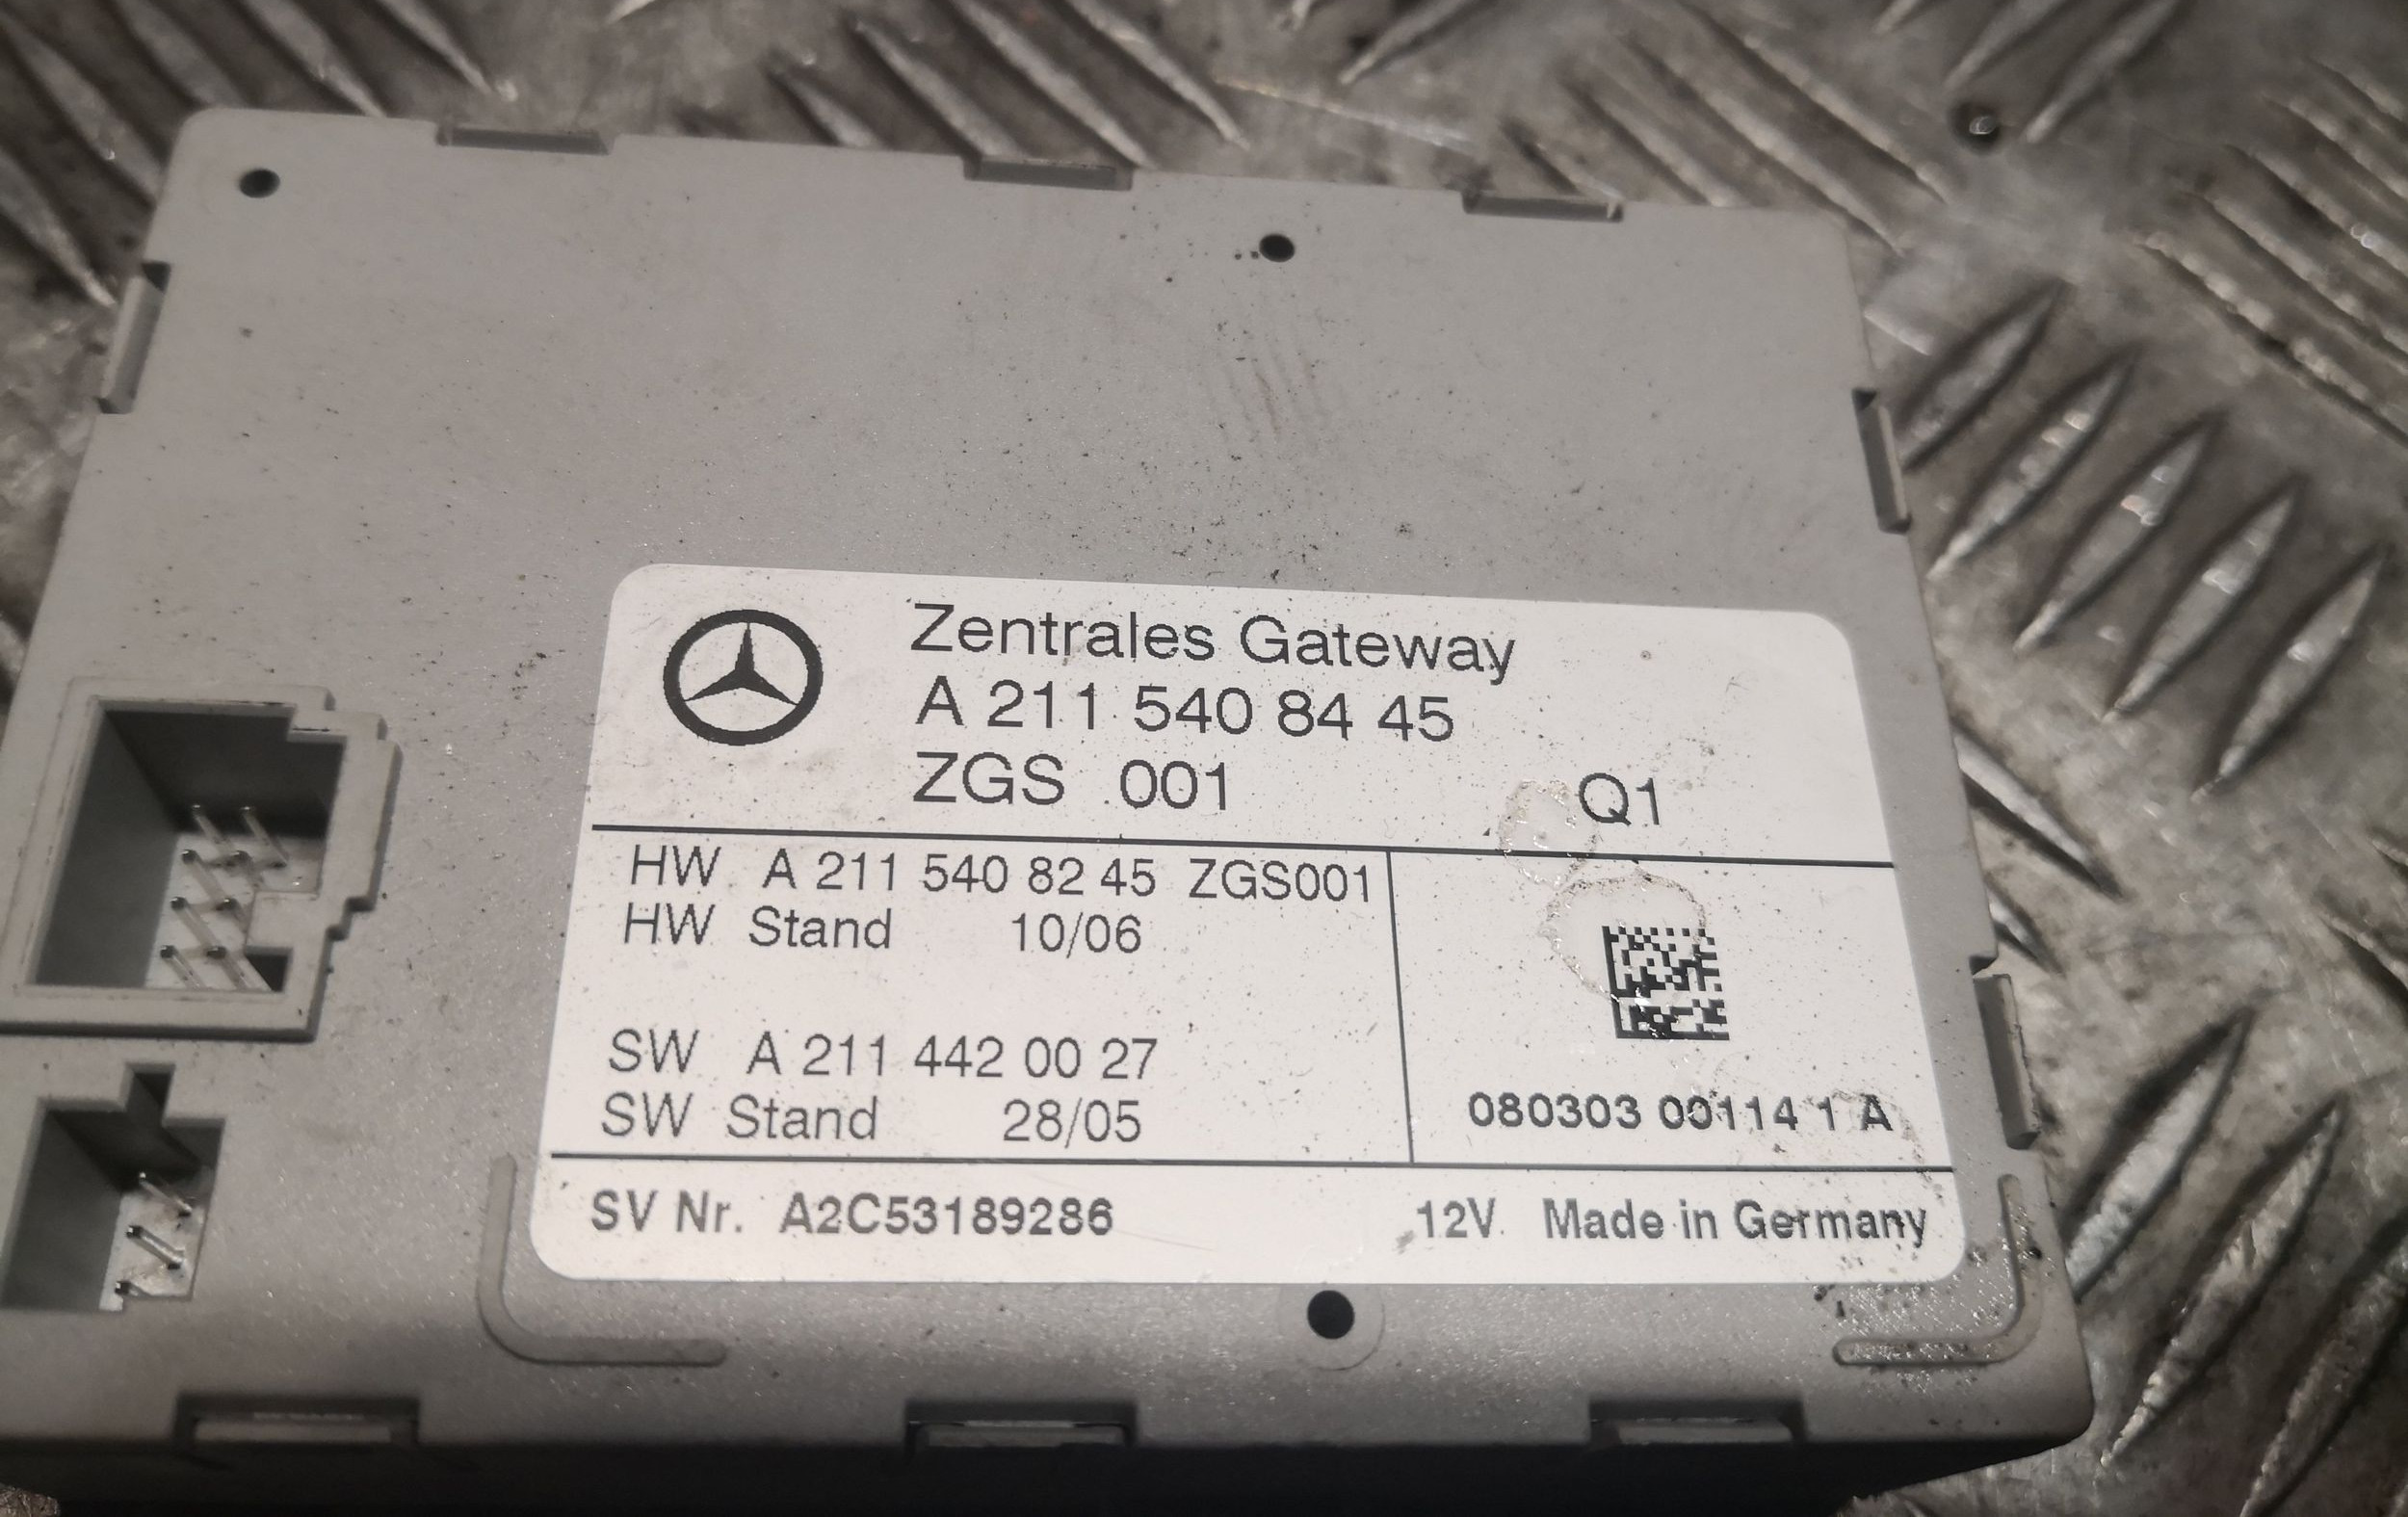 Zentrales Gateway
A 211 540 84 45
ZGS 001 Q1
HW A 211 540 82 45 ZGS001
HW Stand 10/06
SW A 211 442 00 27
SW Stand 28/05
080303 00114 1 A
SV Nr. A2C53189286 12V Made in Germany